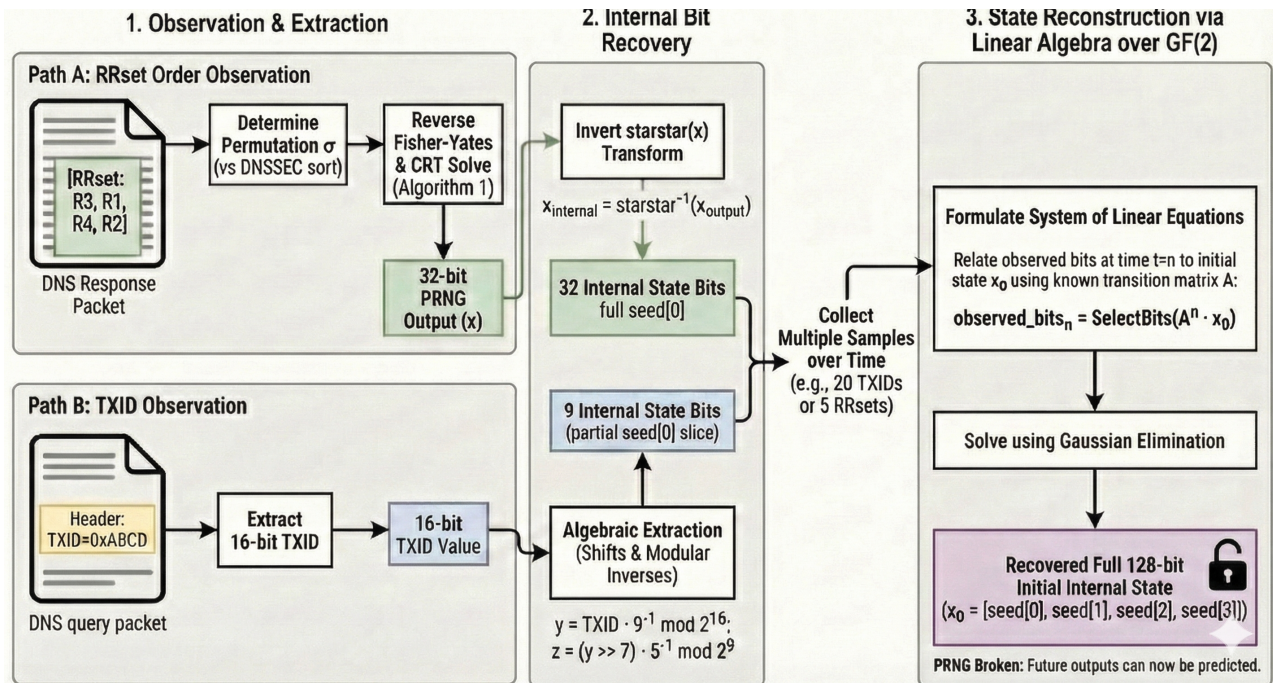 1. Observation & Extraction
Path A: RRset Order Observation
[RRset:
R3, R1,
R4, R2]
DNS Response
Packet
Determine
Permutation σ
(vs DNSSEC sort)
Reverse
Fisher-Yates
& CRT Solve
(Algorithm 1)
32-bit
PRNG
Output (x)
Path B: TXID Observation
Header:
TXID=0xABCD
DNS query packet
Extract
16-bit TXID
16-bit
TXID Value
2. Internal Bit
Recovery
Invert starstar(x)
Transform
x_internal = starstar⁻¹(x_output)
32 Internal State Bits
full seed[0]
9 Internal State Bits
(partial seed[0] slice)
Algebraic Extraction
(Shifts & Modular
Inverses)
y = TXID · 9⁻¹ mod 2¹⁶;
z = (y >> 7) · 5⁻¹ mod 2⁹
Collect
Multiple Samples
over Time
(e.g., 20 TXIDs
or 5 RRsets)
3. State Reconstruction via
Linear Algebra over GF(2)
Formulate System of Linear Equations
Relate observed bits at time t=n to initial
state x₀ using known transition matrix A:
observed_bitsₙ = SelectBits(Aⁿ · x₀)
Solve using Gaussian Elimination
Recovered Full 128-bit
Initial Internal State
(x₀ = [seed[0], seed[1], seed[2], seed[3]])
PRNG Broken: Future outputs can now be predicted.